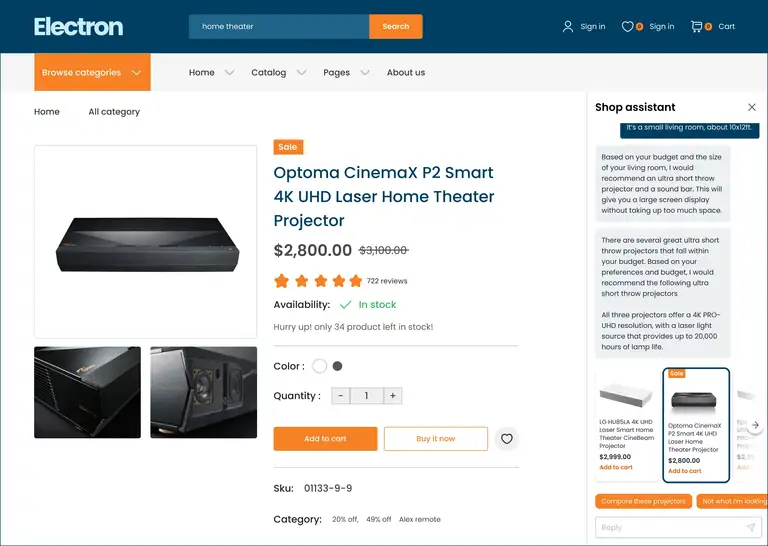 Electron
home theater
Search
Sign in
0
Sign in
0
Cart
Browse categories
Home
Catalog
Pages
About us
Home
All category
Sale
Optoma CinemaX P2 Smart
4K UHD Laser Home Theater
Projector
$2,800.00 $3,100.00
722 reviews
Availability: In stock
Hurry up! only 34 product left in stock!
Color :
Quantity : - 1 +
Add to cart
Buy it now
Sku: 01133-9-9
Category: 20% off, 49% off Alex remote
Shop assistant
It's a small living room, about 10x12ft.
Based on your budget and the size
of your living room, I would
recommend an ultra short throw
projector and a sound bar. This will
give you a large screen display
without taking up too much space.
There are several great ultra short
throw projectors that fall within
your budget. Based on your
preferences and budget, I would
recommend the following ultra
short throw projectors
All three projectors offer a 4K PRO-
UHD resolution, with a laser light
source that provides up to 20,000
hours of lamp life.
LG-HU85LA 4K UHD
Laser Smart Home
Theater CineBeam
Projector
$2,999.00
Add to cart
Sale
Optoma CinemaX
P2 Smart 4K UHD
Laser Home
Theater Projector
$2,800.00
Add to cart
Compare these projectors
Not what I'm looking
Reply